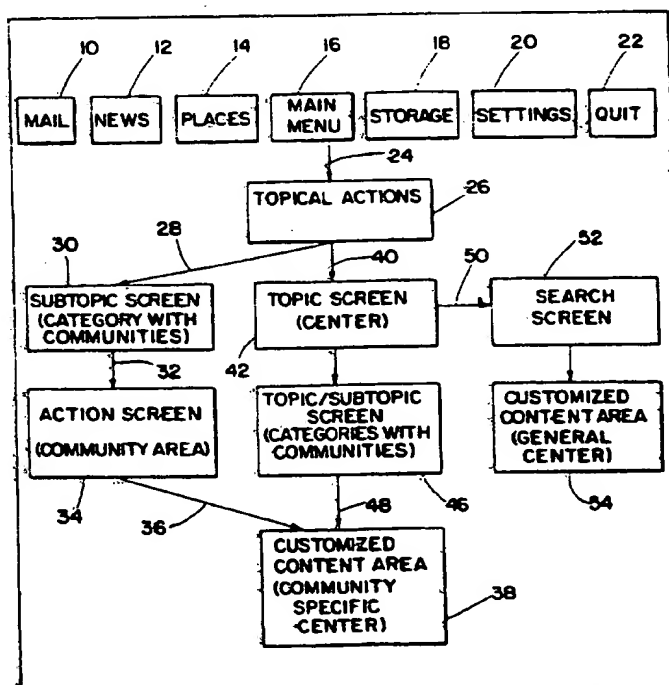 10 12 14 16 18 20 22
MAIL NEWS PLACES MAIN MENU STORAGE SETTINGS QUIT
24
TOPICAL ACTIONS
26
28
40
50
52
30
SUBTOPIC SCREEN
(CATEGORY WITH
COMMUNITIES)
TOPIC SCREEN
(CENTER)
SEARCH
SCREEN
32
42
ACTION SCREEN
(COMMUNITY AREA)
TOPIC/SUBTOPIC
SCREEN
(CATEGORIES WITH
COMMUNITIES)
CUSTOMIZED
CONTENT AREA
(GENERAL
CENTER)
34
36
48
46
54
CUSTOMIZED
CONTENT AREA
(COMMUNITY
SPECIFIC
CENTER)
38